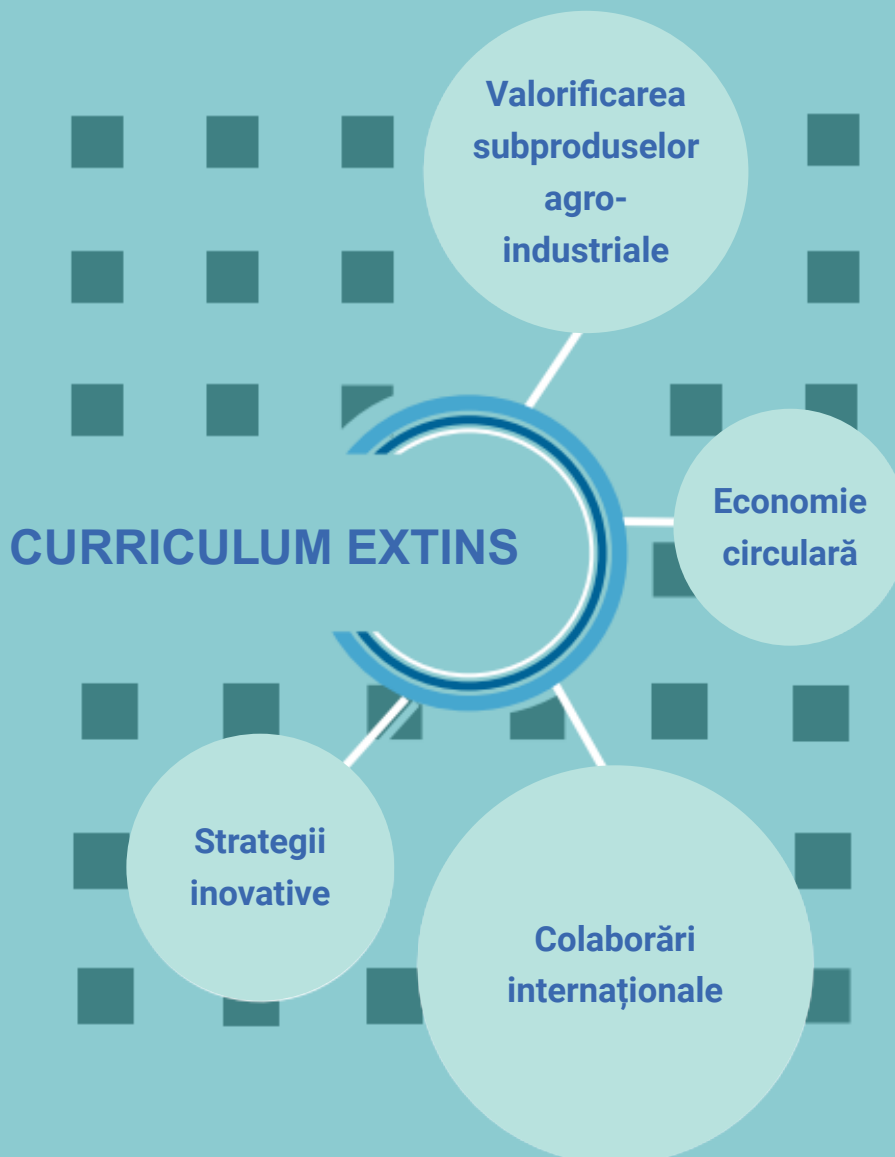 Valorificarea
subproduselor
agro-
industriale
Economie
circulară
CURRICULUM EXTINS
Strategii
inovative
Colaborări
internaționale